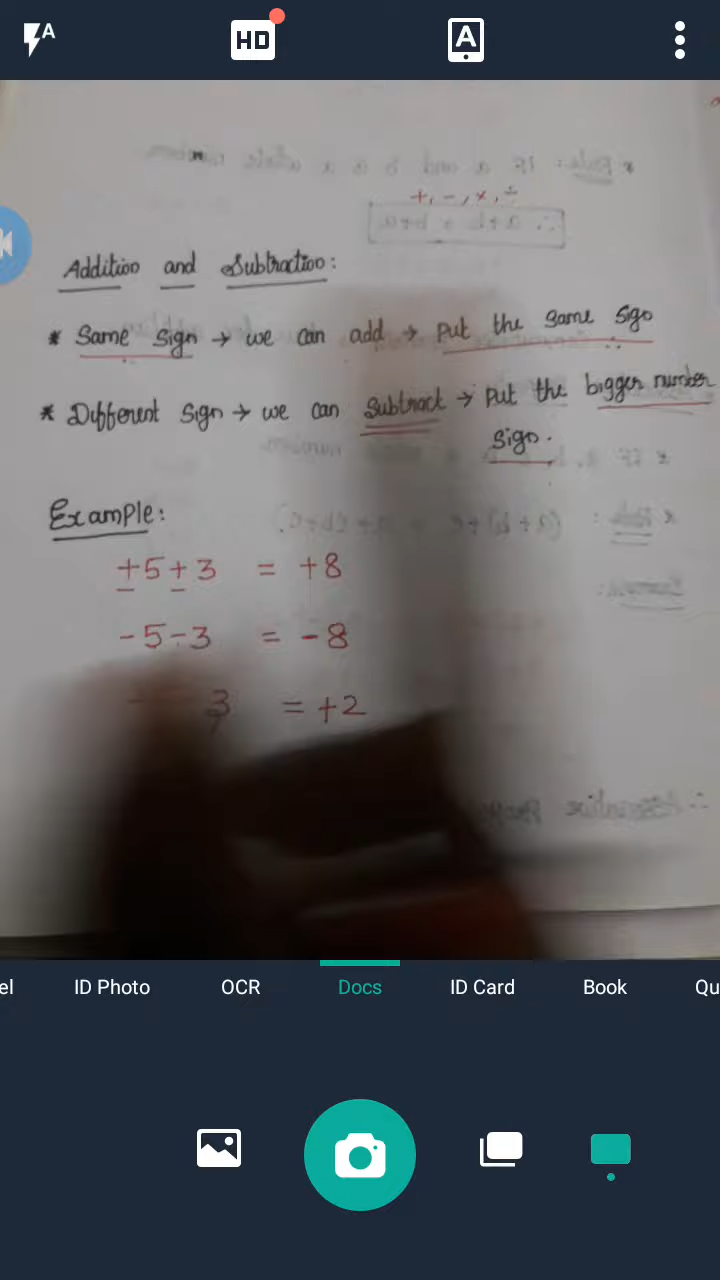 A
HD
A
+, -, ×, ÷
Addition and Subtraction:
* Same Sign → we can add → Put the same Sign
* Different Sign → we can Subtract → Put the bigger number
Sign.
Example:
+5+3 = +8
-5-3 = -8
3 = +2
ID Photo OCR Docs ID Card Book